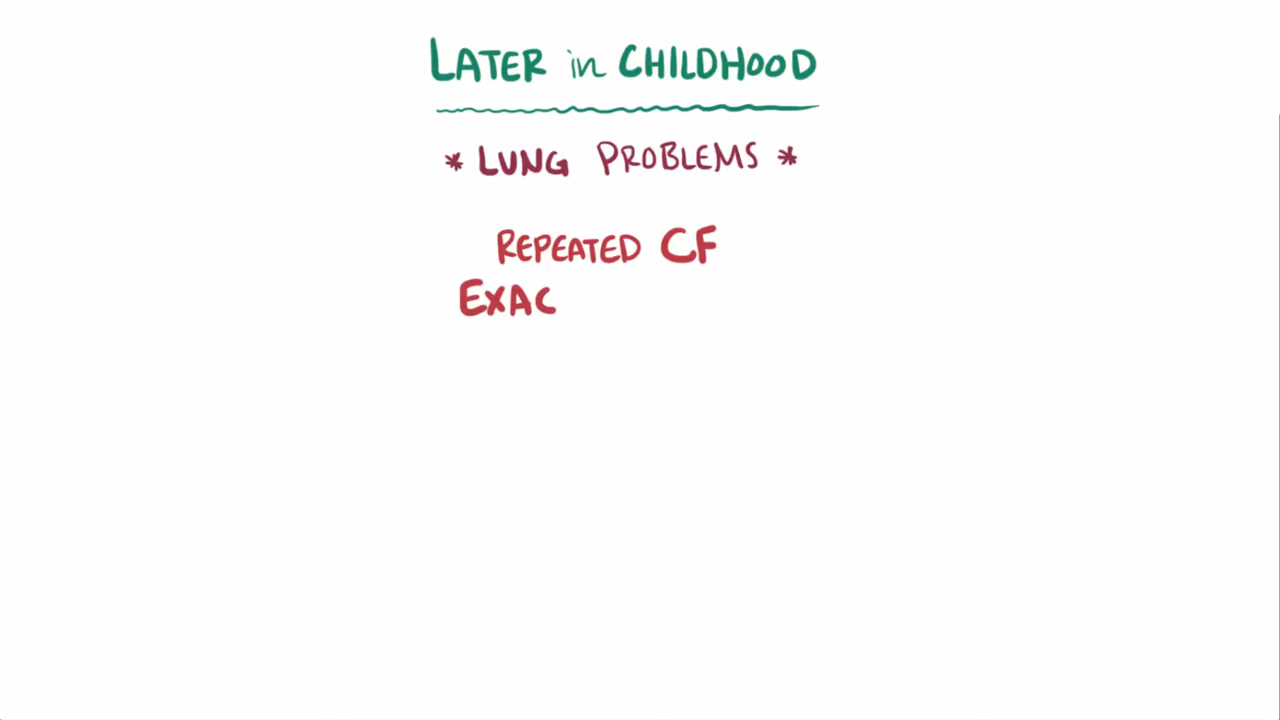 LATER in CHILDHOOD
* LUNG PROBLEMS *
REPEATED CF
EXAC